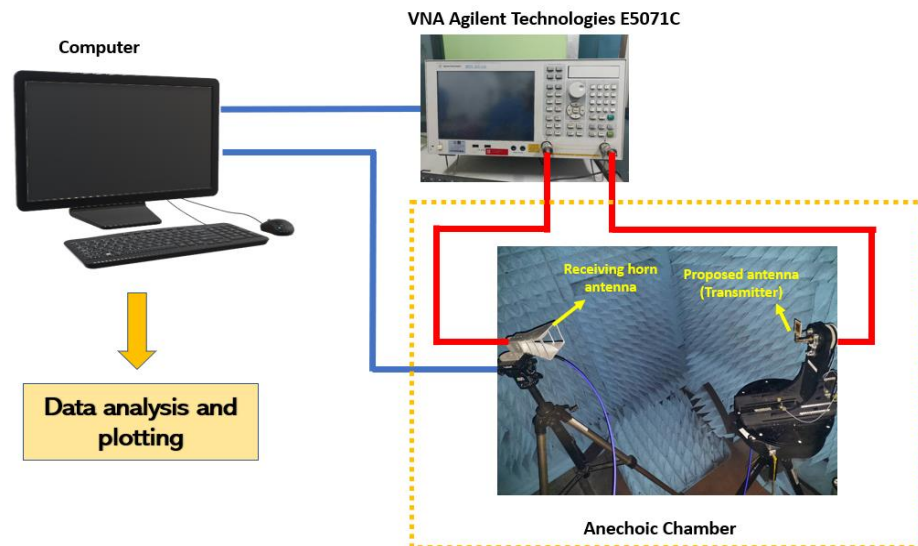 VNA Agilent Technologies E5071C
Computer
Receiving horn
antenna
Proposed antenna
(Transmitter)
Data analysis and
plotting
Anechoic Chamber